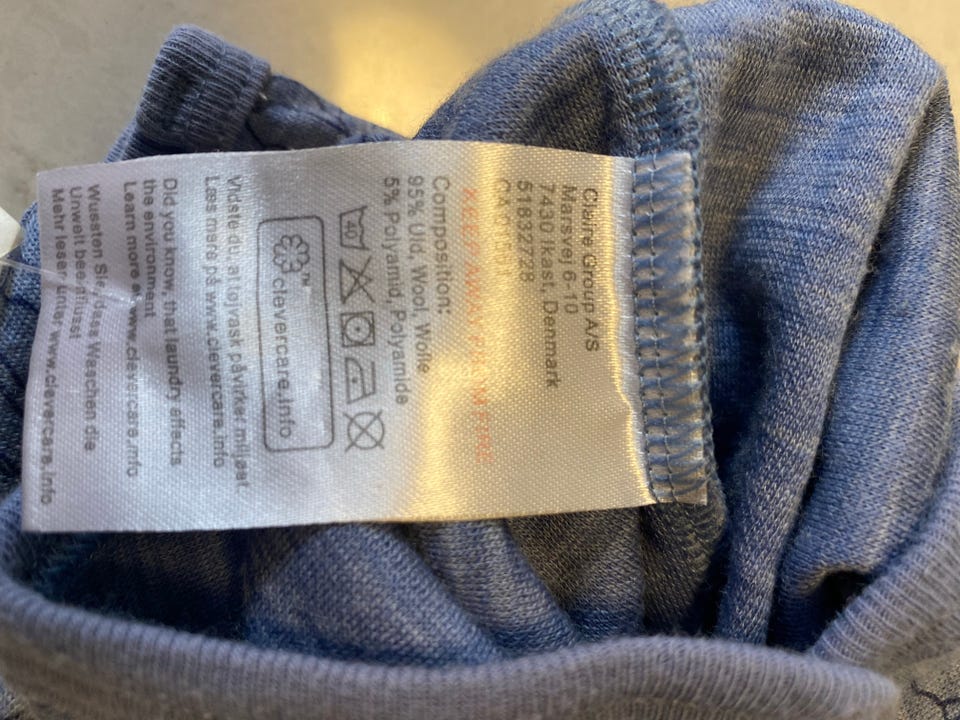 Claire Group A/S
Marsvej 6-10
7430 Ikast, Denmark
51832728
KEEP AWAY FROM FIRE
Composition:
95% Uld, Wool, Wolle
5% Polyamid, Polyamide
40
™
clevercare.info
Vidste du, at tøjvask påvirker miljøet
Læs mere på www.clevercare.info
Did you know, that laundry effects
the environment
Learn more at www.clevercare.info
Wussten Sie, dass Waschen die
Umwelt beeinflusst
Mehr lesen unter www.clevercare.info